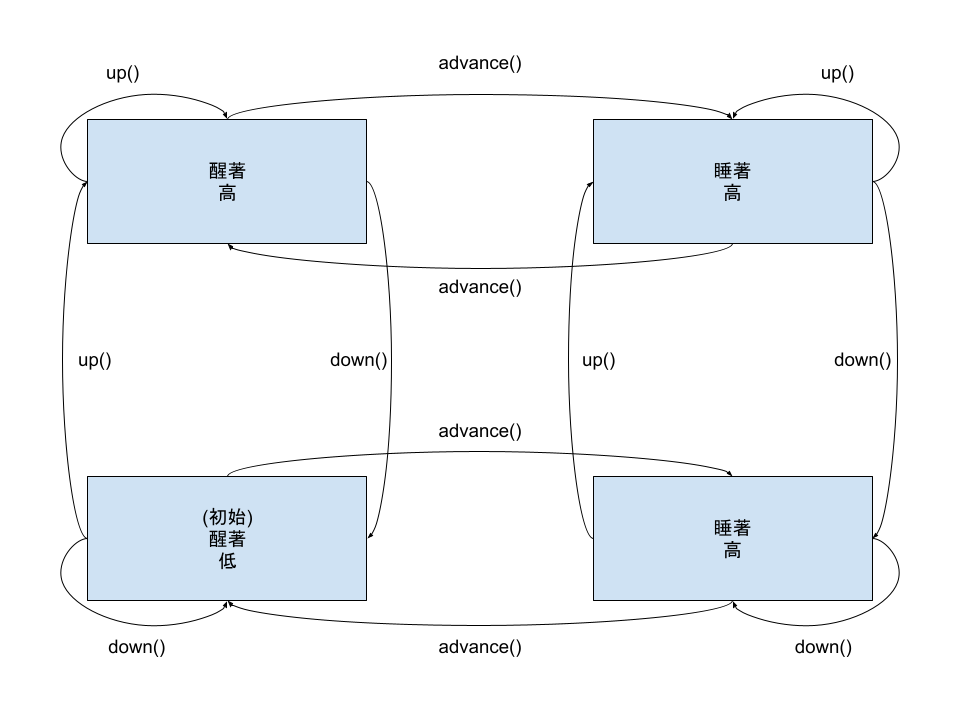 advance()
up()
up()
醒著
高
睡著
高
advance()
up()
down()
up()
down()
advance()
(初始)
醒著
低
睡著
高
down()
advance()
down()